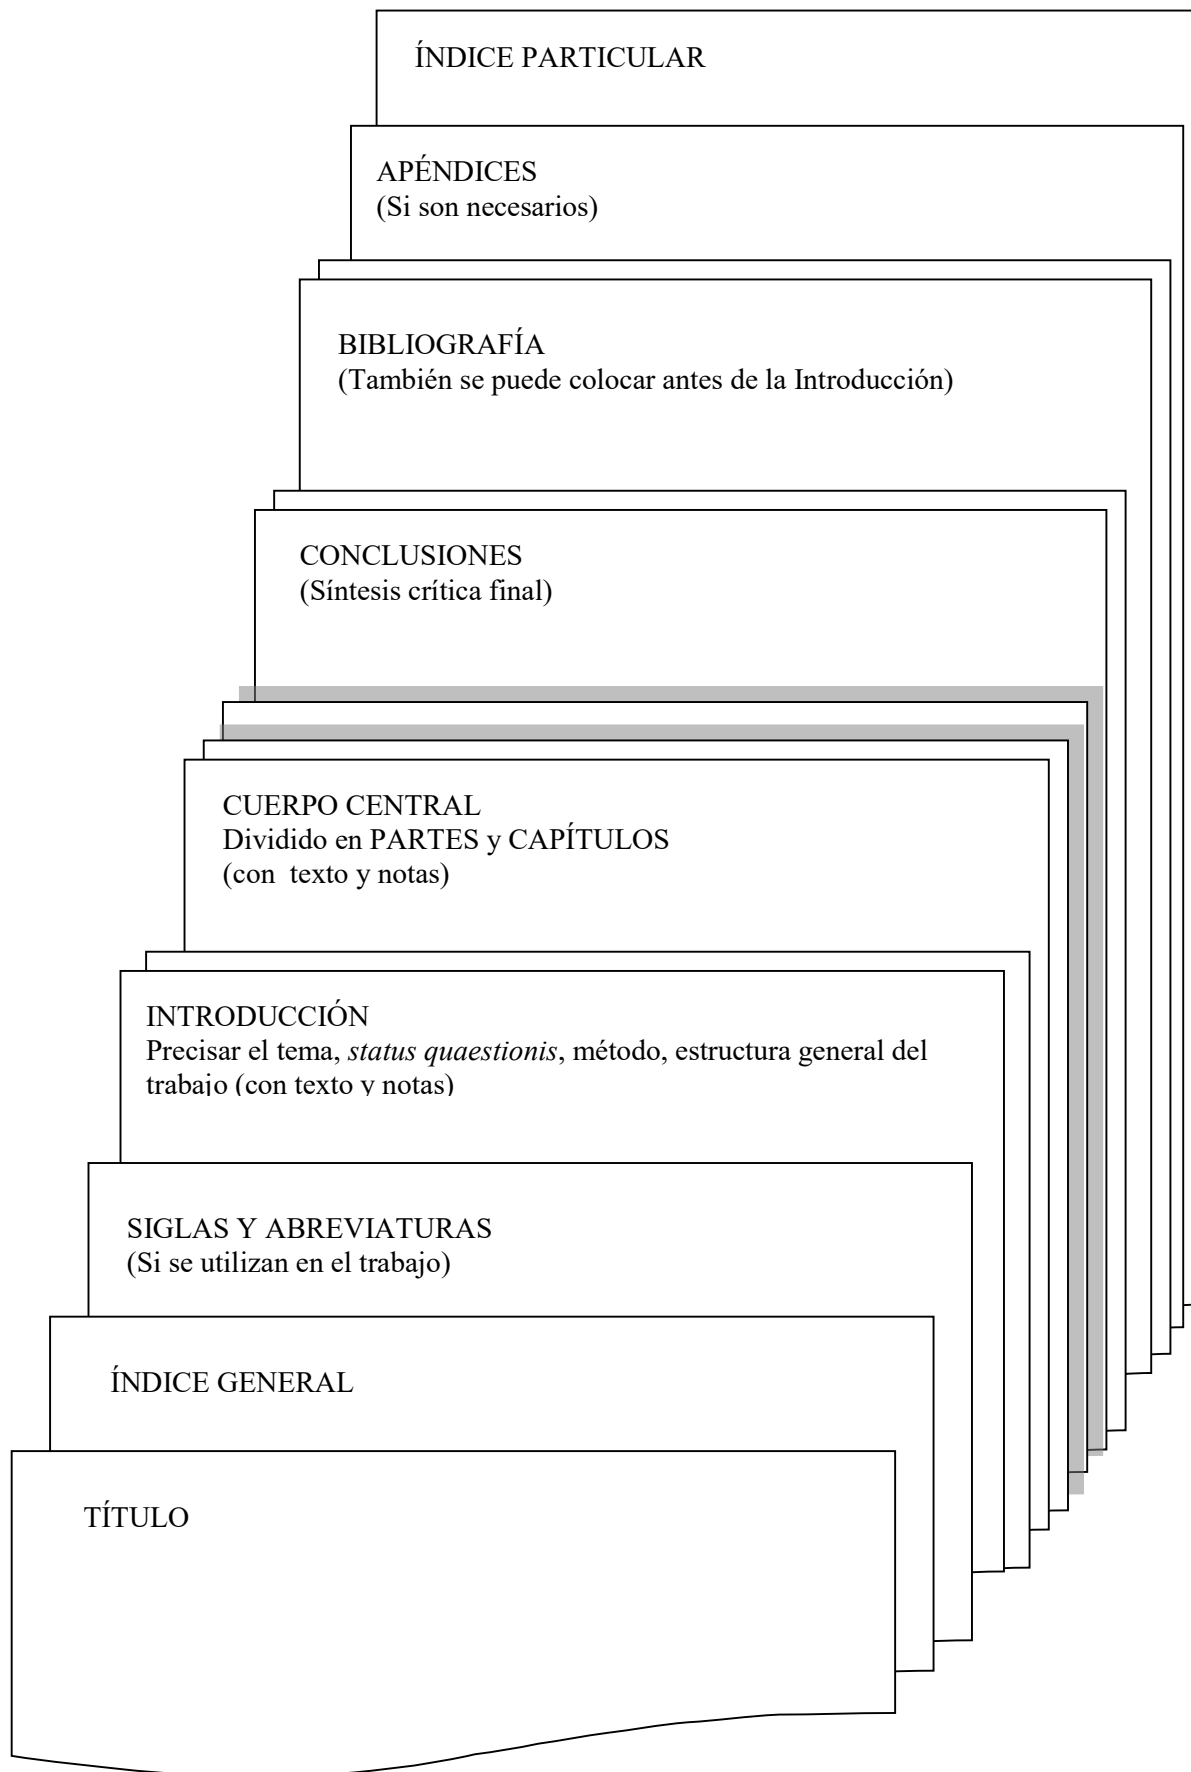 ÍNDICE PARTICULAR
APÉNDICES
(Si son necesarios)
BIBLIOGRAFÍA
(También se puede colocar antes de la Introducción)
CONCLUSIONES
(Síntesis crítica final)
CUERPO CENTRAL
Dividido en PARTES y CAPÍTULOS
(con  texto y notas)
INTRODUCCIÓN
Precisar el tema, status quaestionis, método, estructura general del
trabajo (con texto y notas)
SIGLAS Y ABREVIATURAS
(Si se utilizan en el trabajo)
ÍNDICE GENERAL
TÍTULO